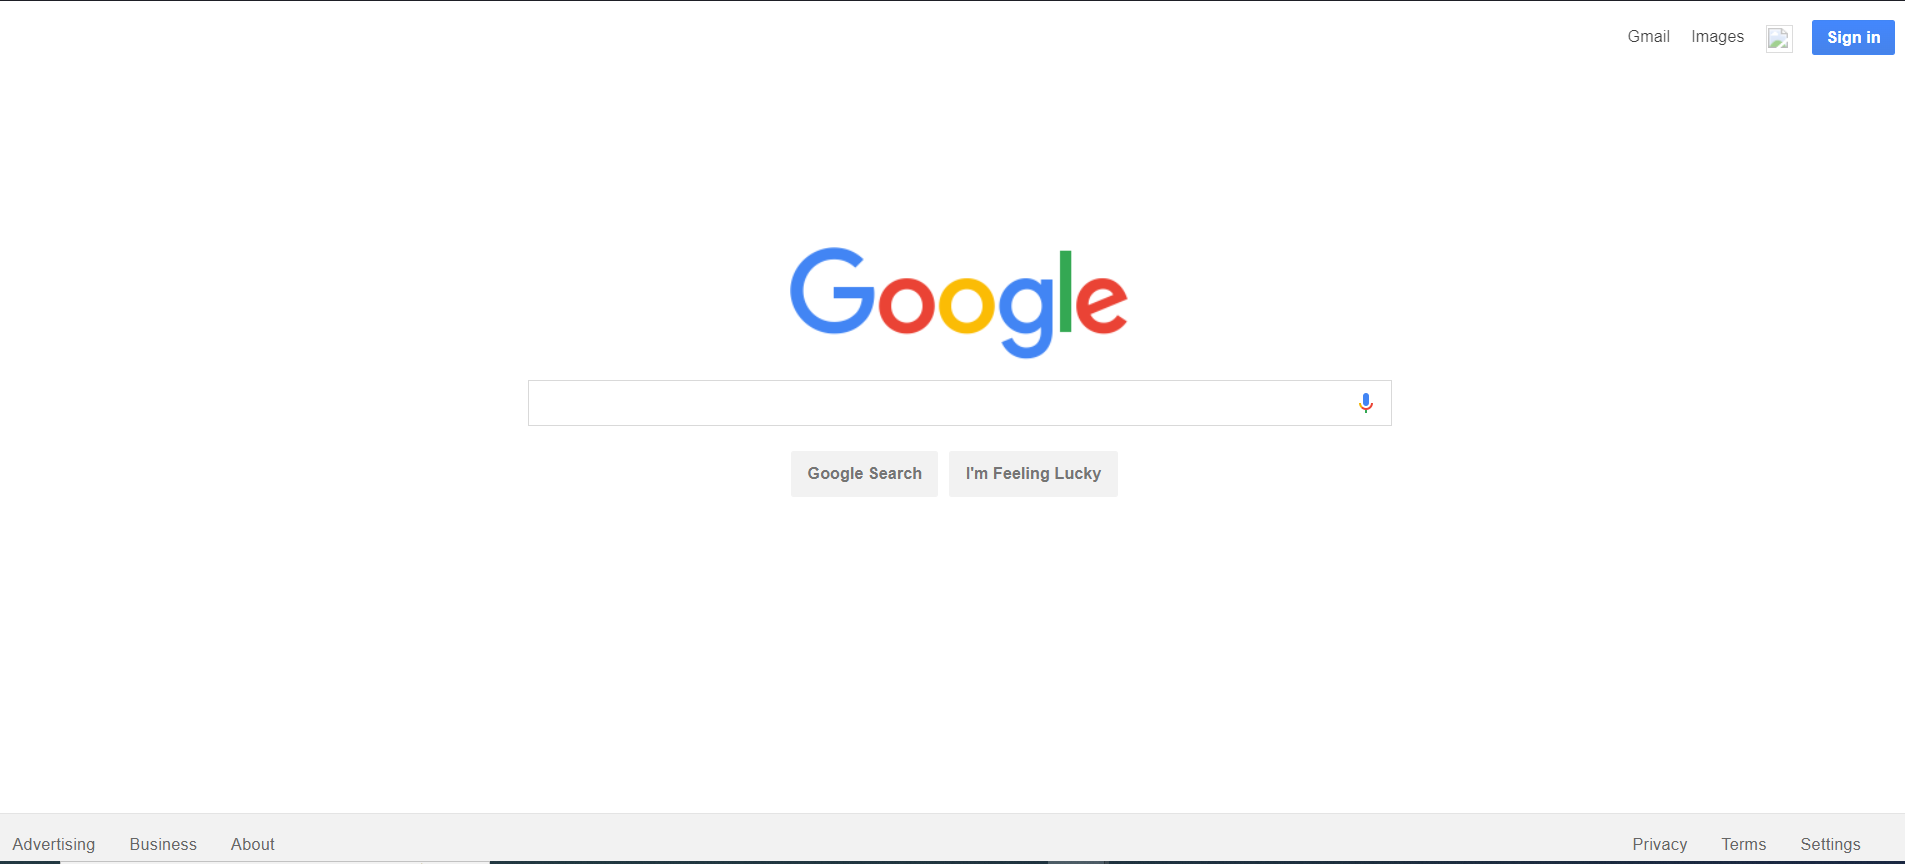 Gmail Images Sign in
Google
Google Search I'm Feeling Lucky
Advertising Business About Privacy Terms Settings